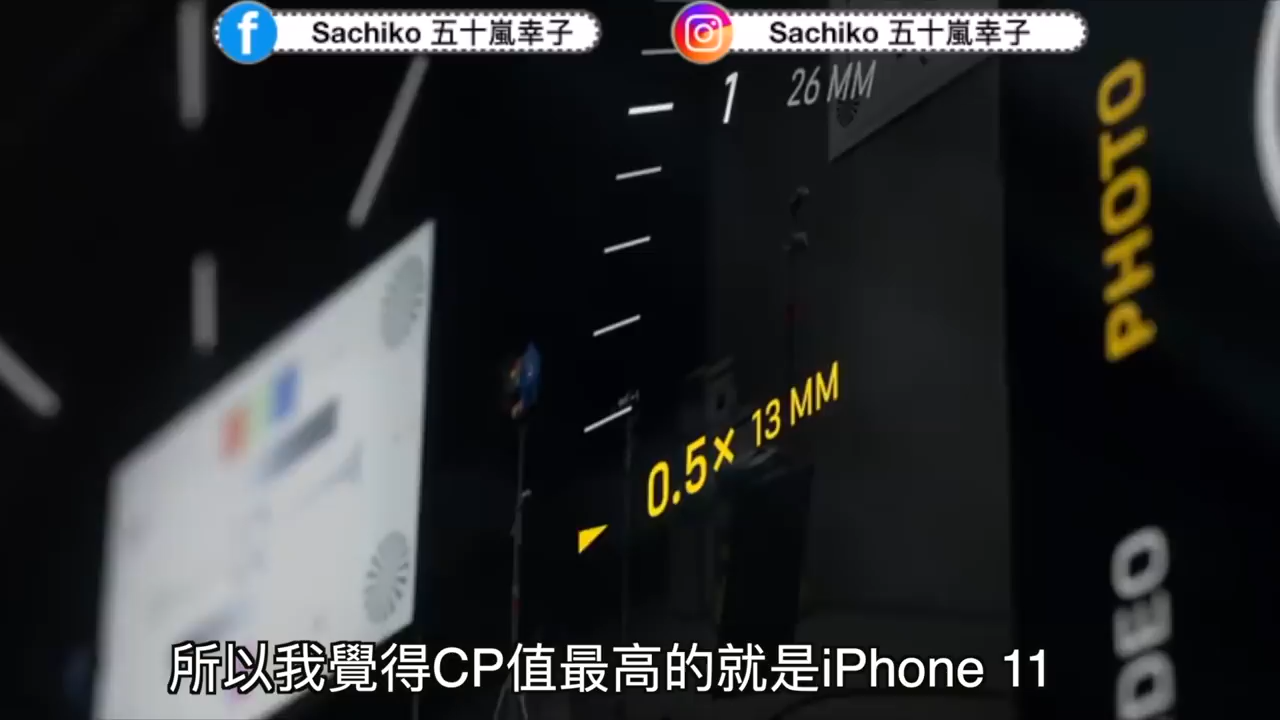 Sachiko 五十嵐幸子
Sachiko 五十嵐幸子
1 26 MM
0.5× 13 MM
PHOTO
DEO
所以我覺得CP值最高的就是iPhone 11